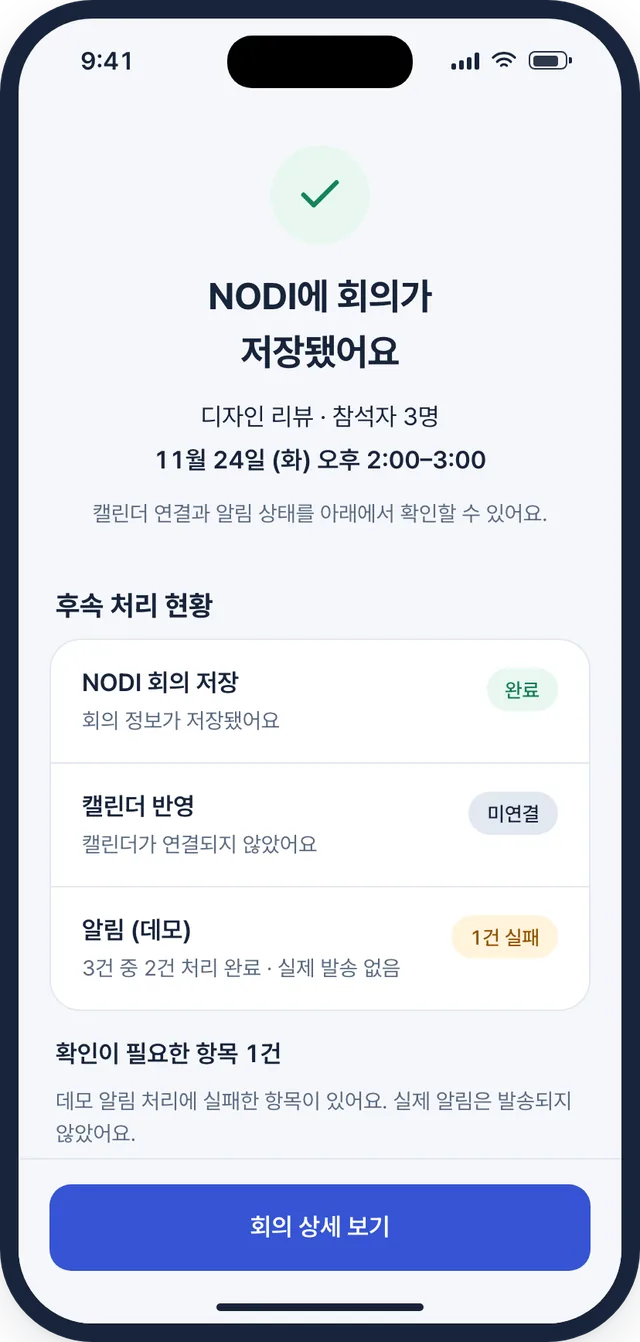 9:41
NODI에 회의가
저장됐어요
디자인 리뷰 · 참석자 3명
11월 24일 (화) 오후 2:00–3:00
캘린더 연결과 알림 상태를 아래에서 확인할 수 있어요.
후속 처리 현황
NODI 회의 저장
완료
회의 정보가 저장됐어요
캘린더 반영
미연결
캘린더가 연결되지 않았어요
알림 (데모)
1건 실패
3건 중 2건 처리 완료 · 실제 발송 없음
확인이 필요한 항목 1건
데모 알림 처리에 실패한 항목이 있어요. 실제 알림은 발송되지
않았어요.
회의 상세 보기